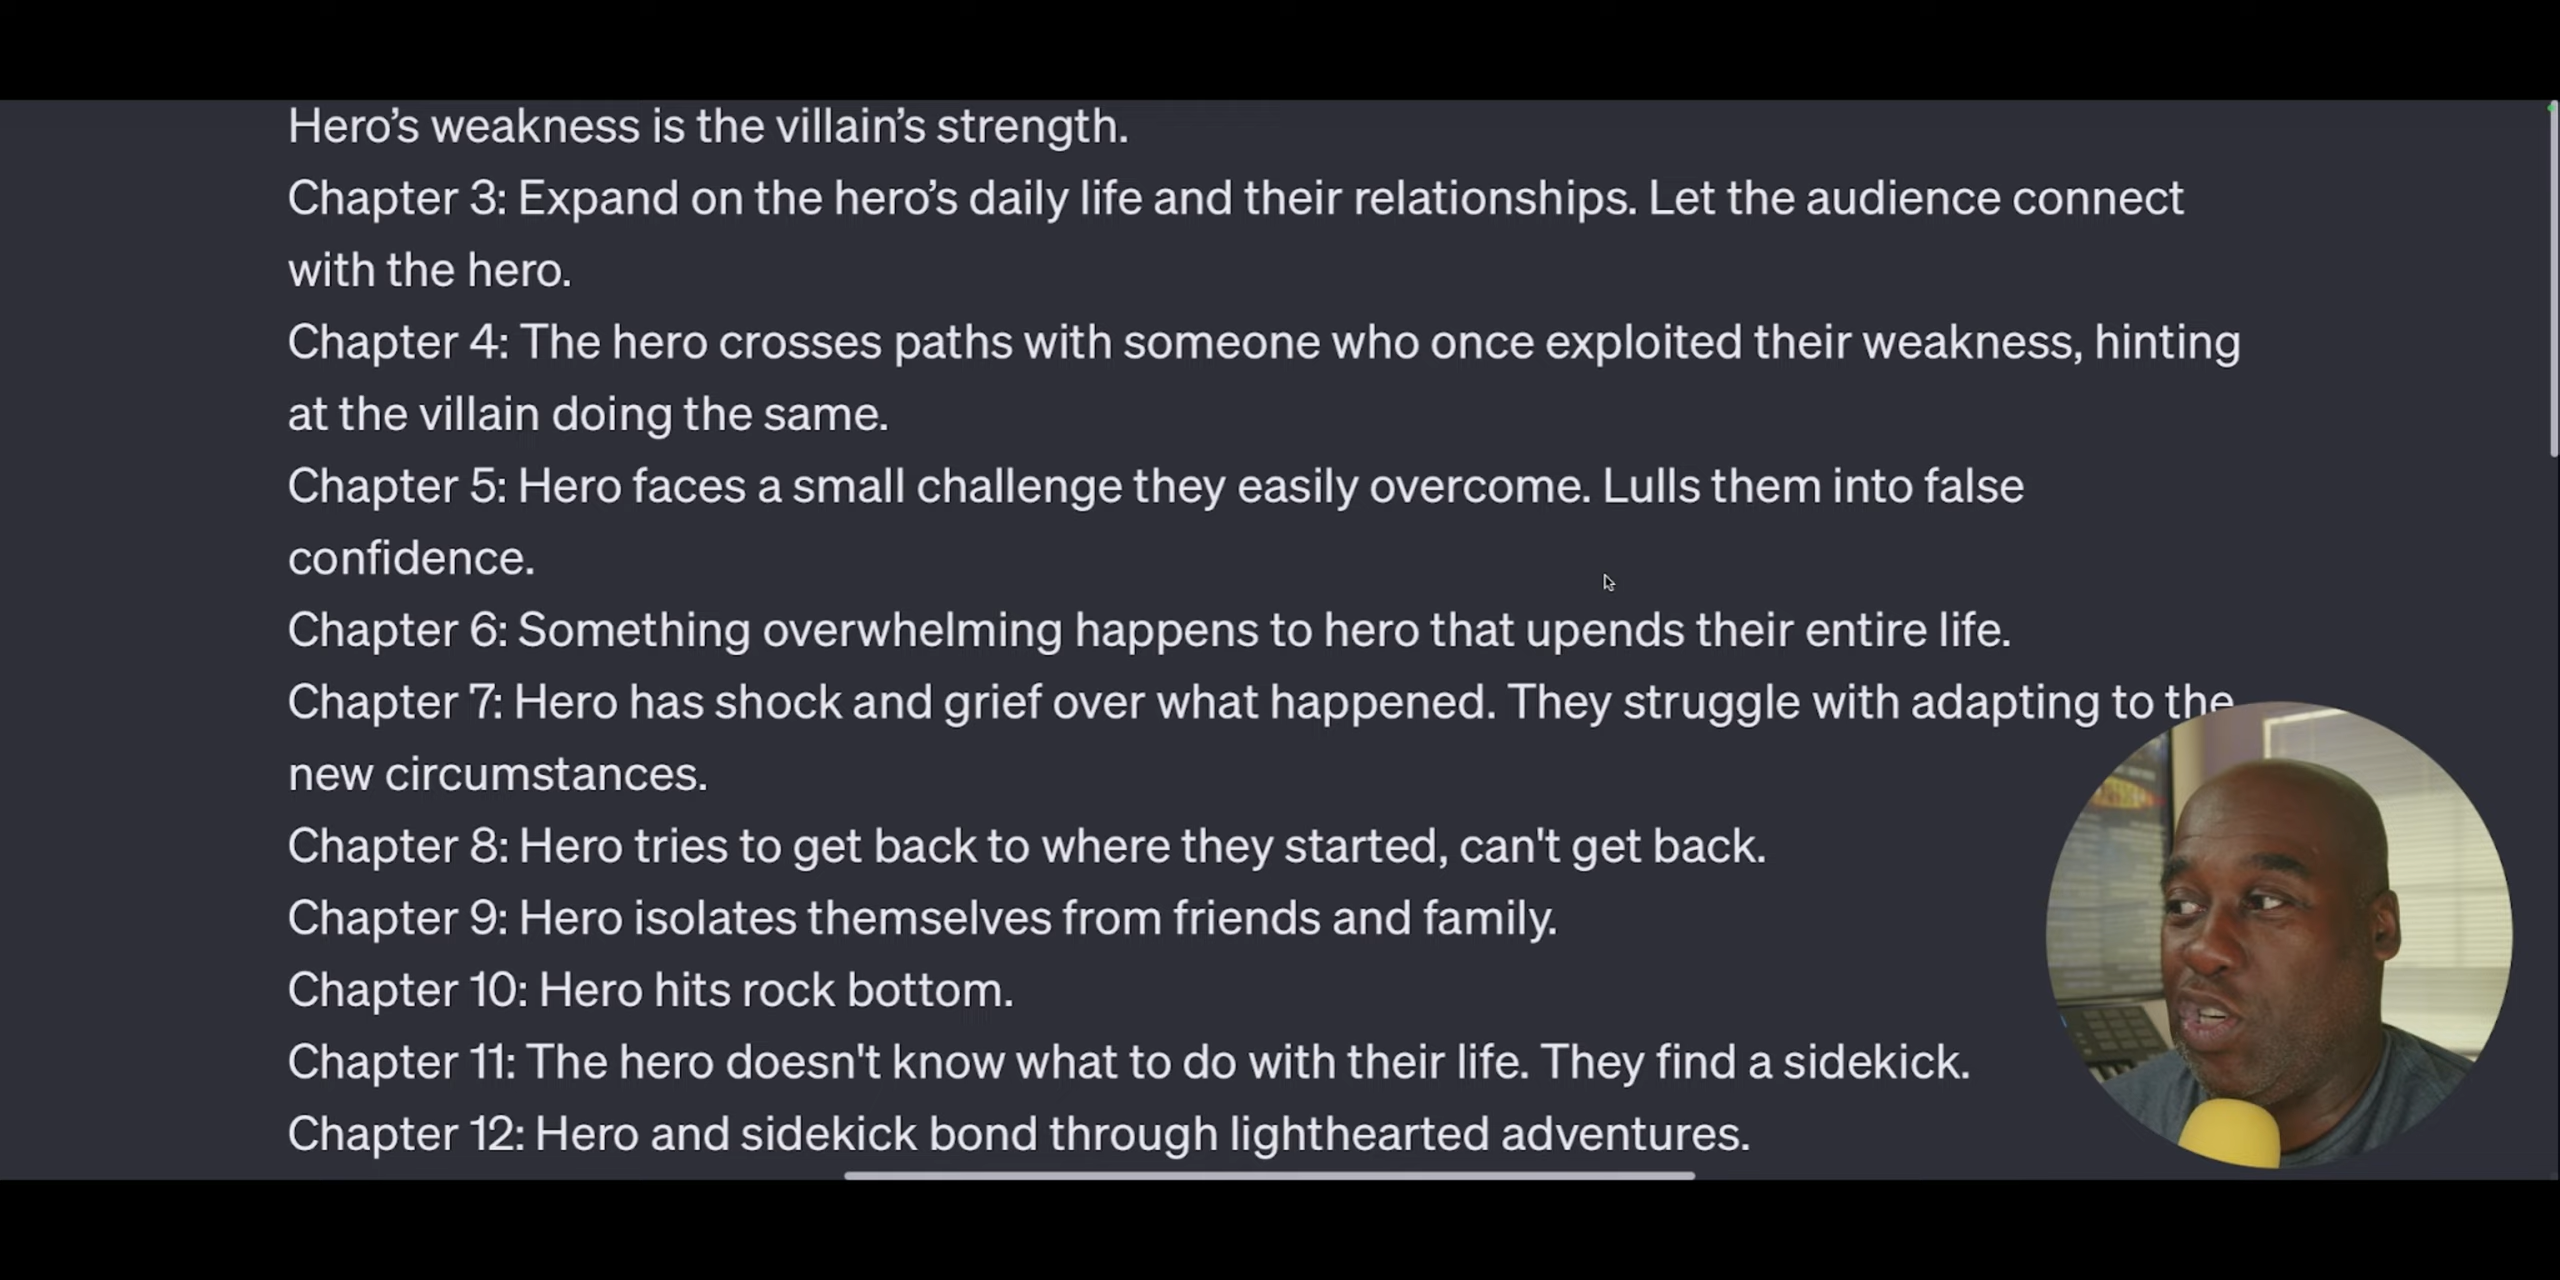 Hero’s weakness is the villain’s strength.
Chapter 3: Expand on the hero’s daily life and their relationships. Let the audience connect
with the hero.
Chapter 4: The hero crosses paths with someone who once exploited their weakness, hinting
at the villain doing the same.
Chapter 5: Hero faces a small challenge they easily overcome. Lulls them into false
confidence.
Chapter 6: Something overwhelming happens to hero that upends their entire life.
Chapter 7: Hero has shock and grief over what happened. They struggle with adapting to the
new circumstances.
Chapter 8: Hero tries to get back to where they started, can't get back.
Chapter 9: Hero isolates themselves from friends and family.
Chapter 10: Hero hits rock bottom.
Chapter 11: The hero doesn't know what to do with their life. They find a sidekick.
Chapter 12: Hero and sidekick bond through lighthearted adventures.